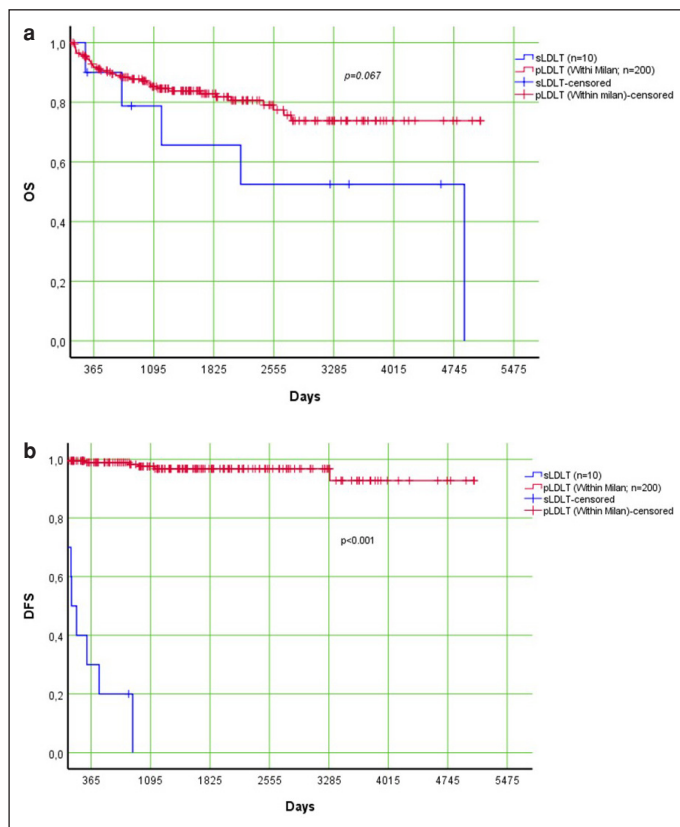 a
1,0
0,8
0,6
0,4
0,2
0,0
OS
p=0.067
sLDLT (n=10)
pLDLT (Withi Milan; n=200)
sLDLT-censored
pLDLT (Within milan)-censored
365 1095 1825 2555 3285 4015 4745 5475
Days
b
1,0
0,8
0,6
0,4
0,2
0,0
DFS
p<0.001
sLDLT (n=10)
pLDLT (Within Milan; n=200)
sLDLT-censored
pLDLT (Within Milan)-censored
365 1095 1825 2555 3285 4015 4745 5475
Days